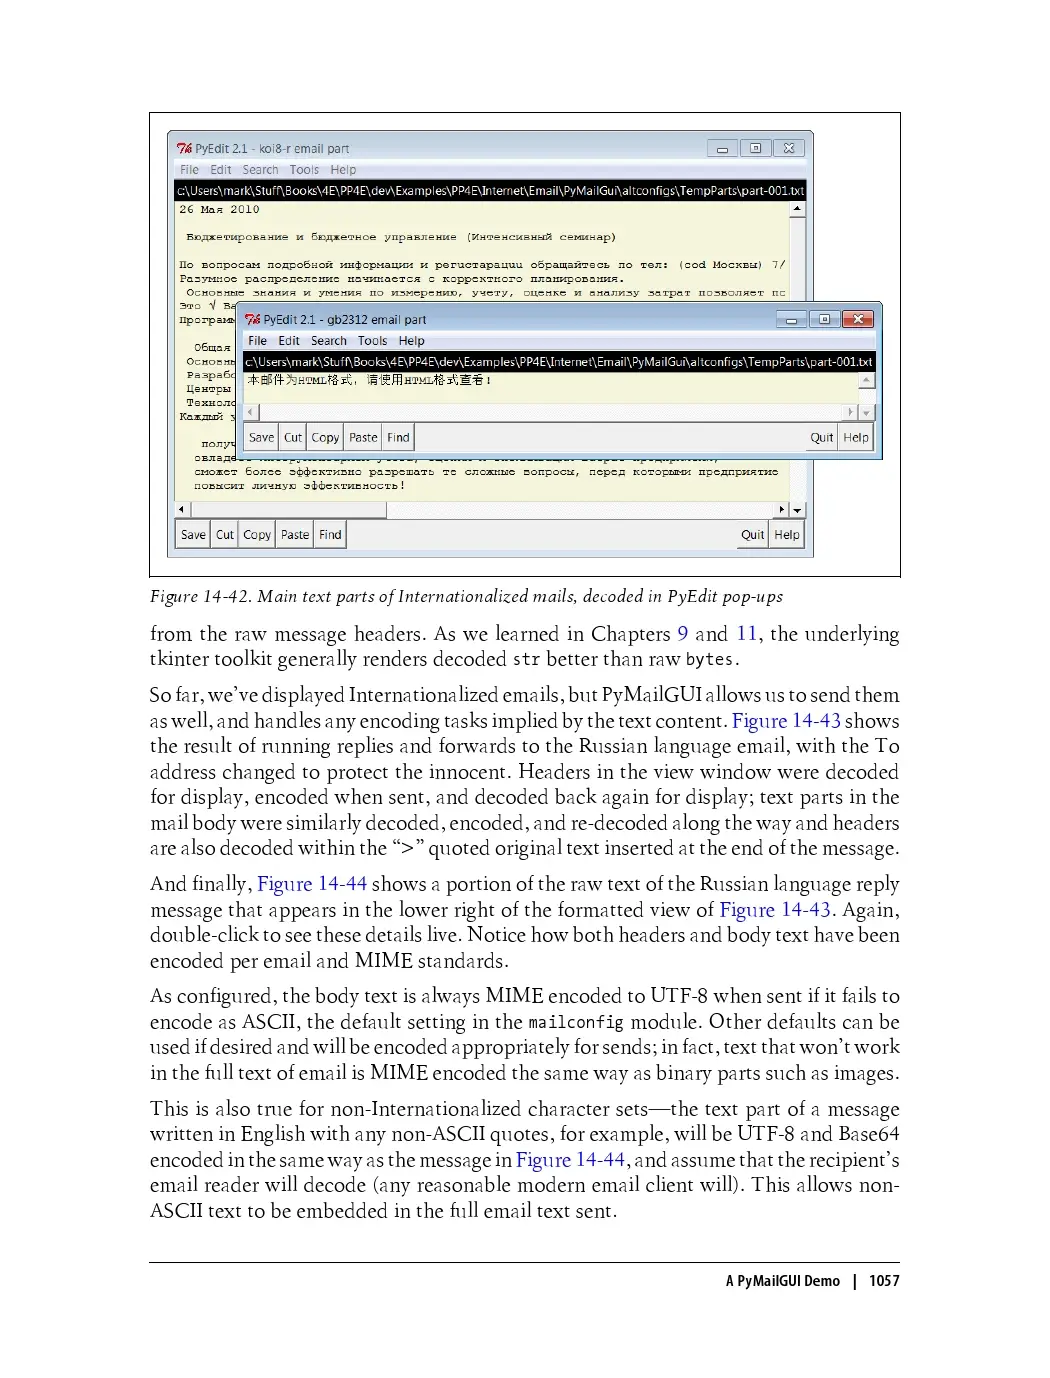 PyEdit 2.1 - koi8-r email part
File Edit Search Tools Help
c:\Users\mark\Stuff\Books\4E\PP4E\dev\Examples\PP4E\Internet\Email\PyMailGui\altconfigs\TempParts\part-001.txt
26 Мая 2010
Бюджетирование и бюджетное управление (Интенсивный семинар)
По вопросам подробной информации и регистрации обращайтесь по тел: (cod Москвы) 7/
Разумное распределение начинается с корректного планирования.
Основные знания и умения по измерению, учету, оценке и анализу затрат позволяет пс
Это √ Ва
Програми
Общая
Основнь
Разрабо
Центры
Техноло
Каждый у
получ
овладе
сможет более эффективно разрешать те сложные вопросы, перед которыми предприятие
повысит личную эффективность!
Save Cut Copy Paste Find Quit Help
PyEdit 2.1 - gb2312 email part
File Edit Search Tools Help
c:\Users\mark\Stuff\Books\4E\PP4E\dev\Examples\PP4E\Internet\Email\PyMailGui\altconfigs\TempParts\part-001.txt
本邮件为HTML格式，请使用HTML格式查看！
Save Cut Copy Paste Find Quit Help
Figure 14-42. Main text parts of Internationalized mails, decoded in PyEdit pop-ups
from the raw message headers. As we learned in Chapters 9 and 11, the underlying
tkinter toolkit generally renders decoded str better than raw bytes.
So far, we’ve displayed Internationalized emails, but PyMailGUI allows us to send them
as well, and handles any encoding tasks implied by the text content. Figure 14-43 shows
the result of running replies and forwards to the Russian language email, with the To
address changed to protect the innocent. Headers in the view window were decoded
for display, encoded when sent, and decoded back again for display; text parts in the
mail body were similarly decoded, encoded, and re-decoded along the way and headers
are also decoded within the “>” quoted original text inserted at the end of the message.
And finally, Figure 14-44 shows a portion of the raw text of the Russian language reply
message that appears in the lower right of the formatted view of Figure 14-43. Again,
double-click to see these details live. Notice how both headers and body text have been
encoded per email and MIME standards.
As configured, the body text is always MIME encoded to UTF-8 when sent if it fails to
encode as ASCII, the default setting in the mailconfig module. Other defaults can be
used if desired and will be encoded appropriately for sends; in fact, text that won’t work
in the full text of email is MIME encoded the same way as binary parts such as images.
This is also true for non-Internationalized character sets—the text part of a message
written in English with any non-ASCII quotes, for example, will be UTF-8 and Base64
encoded in the same way as the message in Figure 14-44, and assume that the recipient’s
email reader will decode (any reasonable modern email client will). This allows non-
ASCII text to be embedded in the full email text sent.
A PyMailGUI Demo | 1057